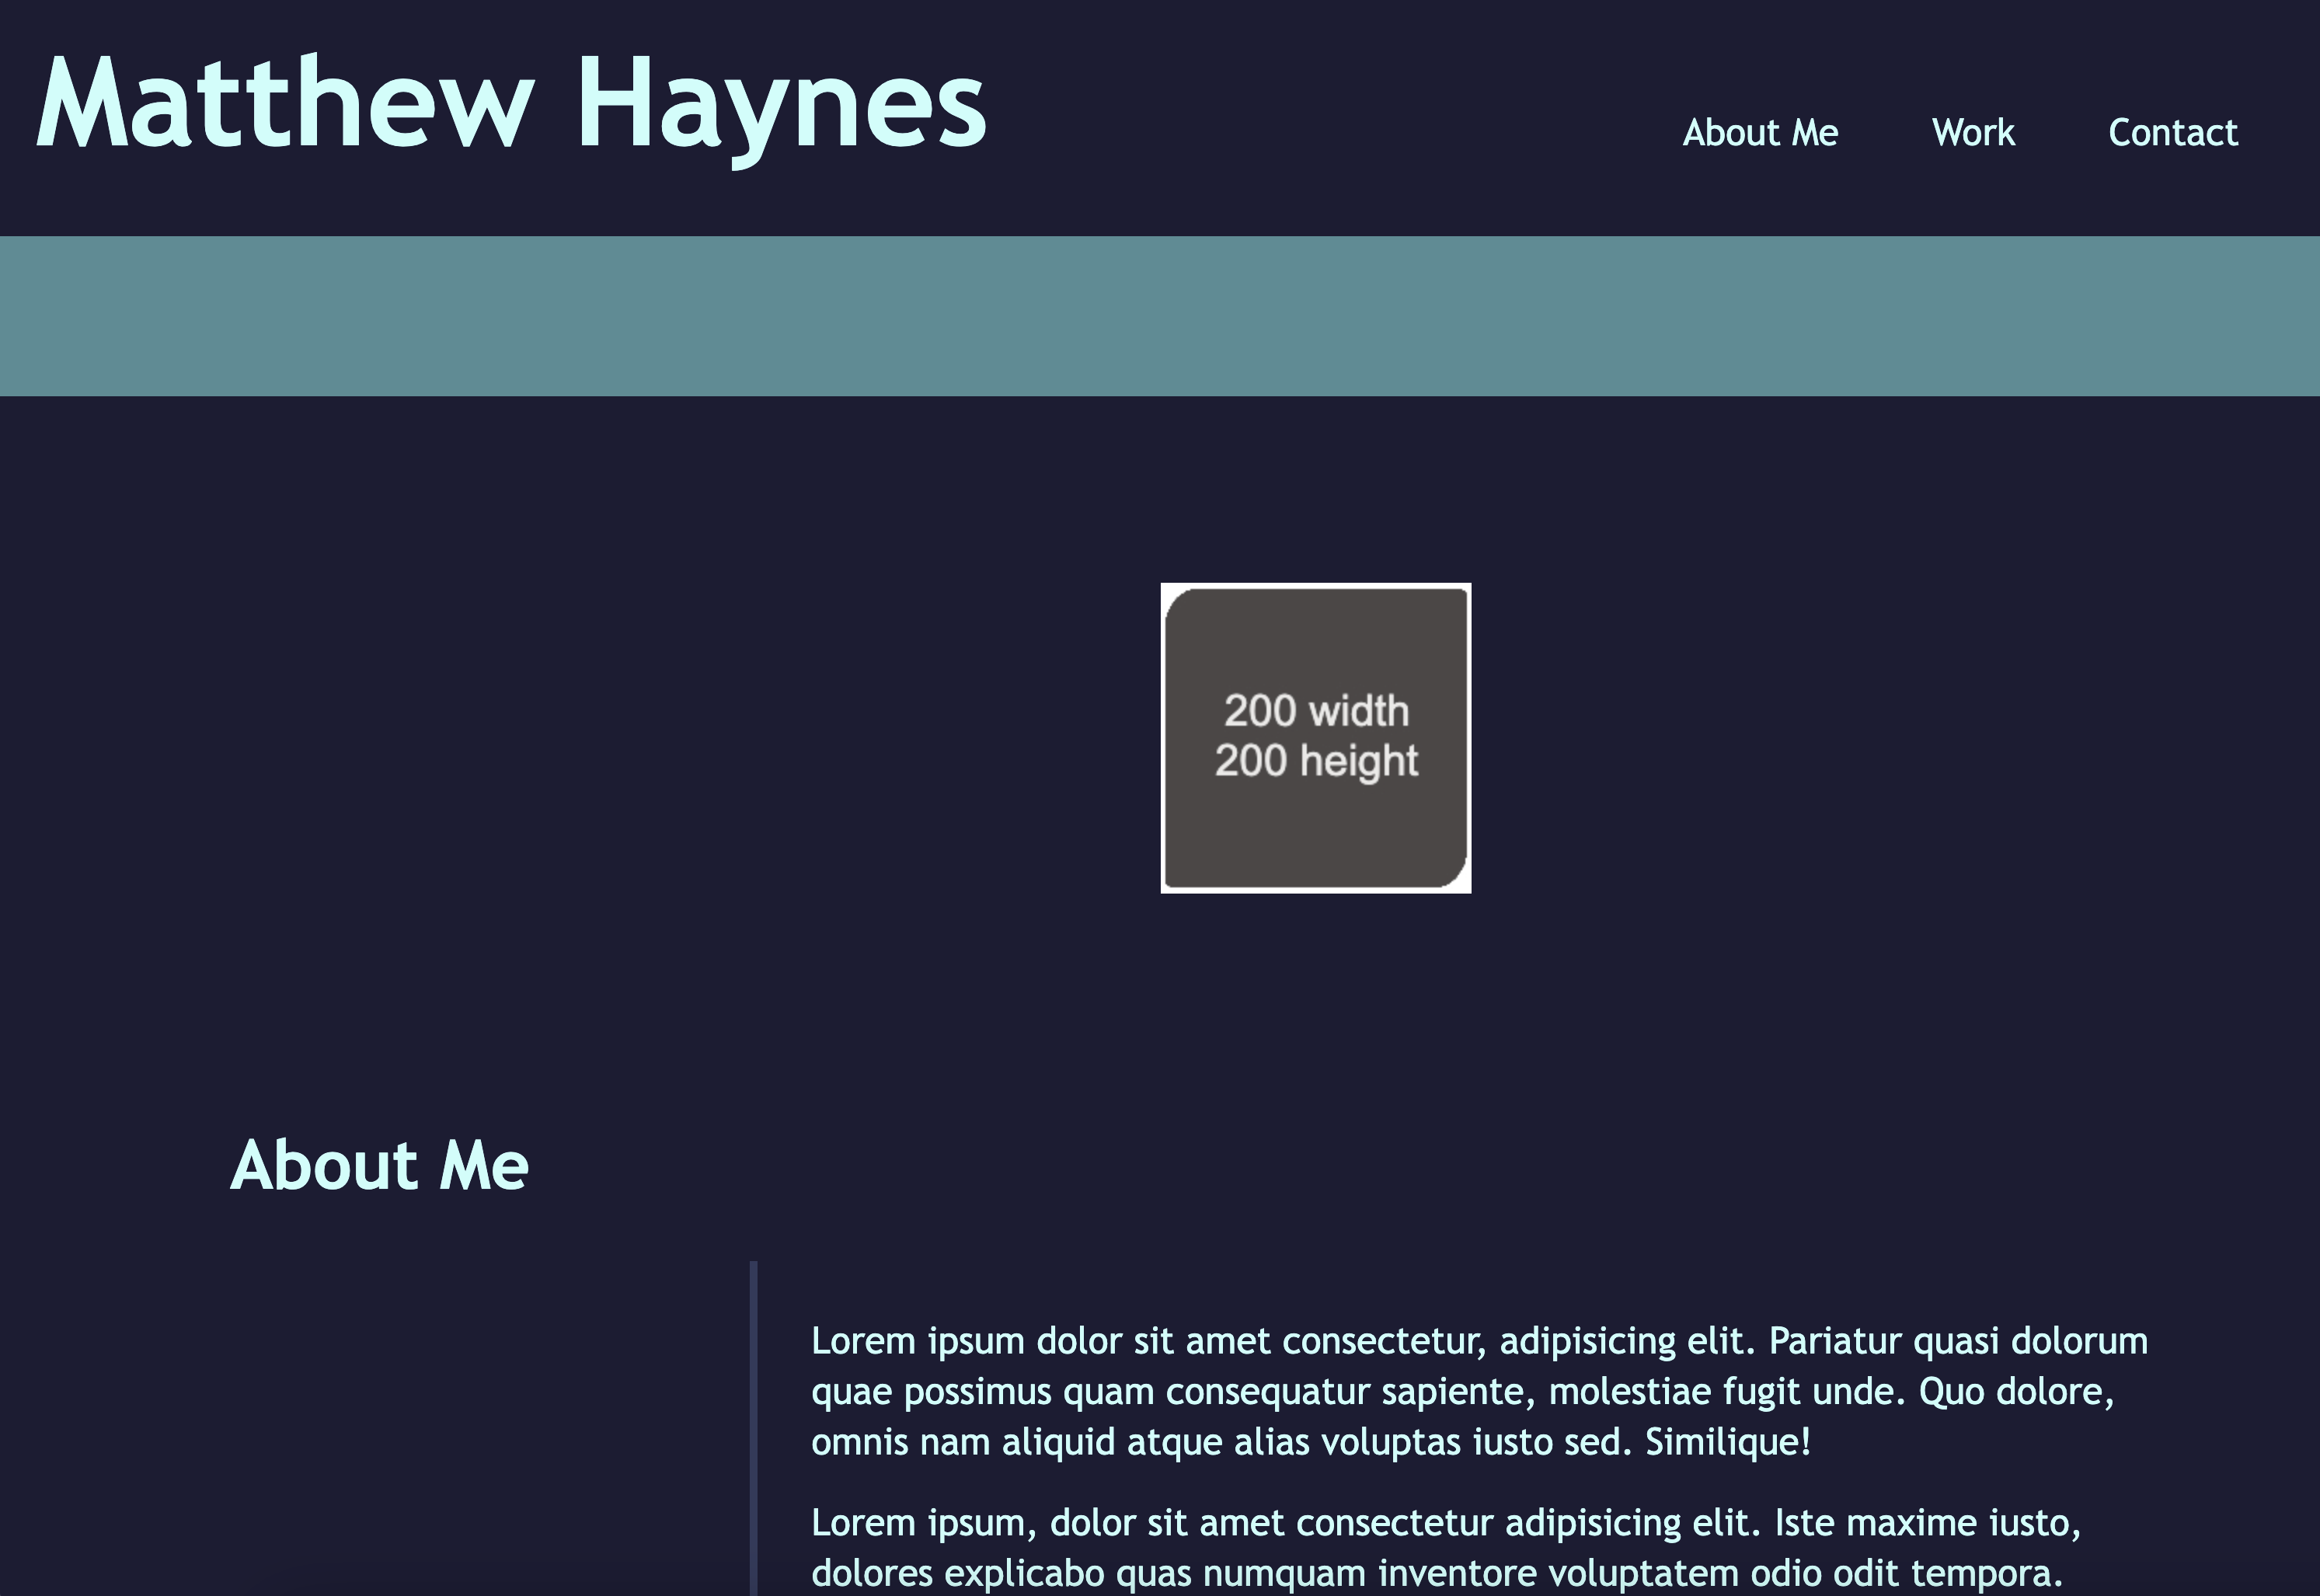 Matthew Haynes
About Me
Work
Contact
200 width
200 height
About Me
Lorem ipsum dolor sit amet consectetur, adipisicing elit. Pariatur quasi dolorum
quae possimus quam consequatur sapiente, molestiae fugit unde. Quo dolore,
omnis nam aliquid atque alias voluptas iusto sed. Similique!
Lorem ipsum, dolor sit amet consectetur adipisicing elit. Iste maxime iusto,
dolores explicabo quas numquam inventore voluptatem odio odit tempora.